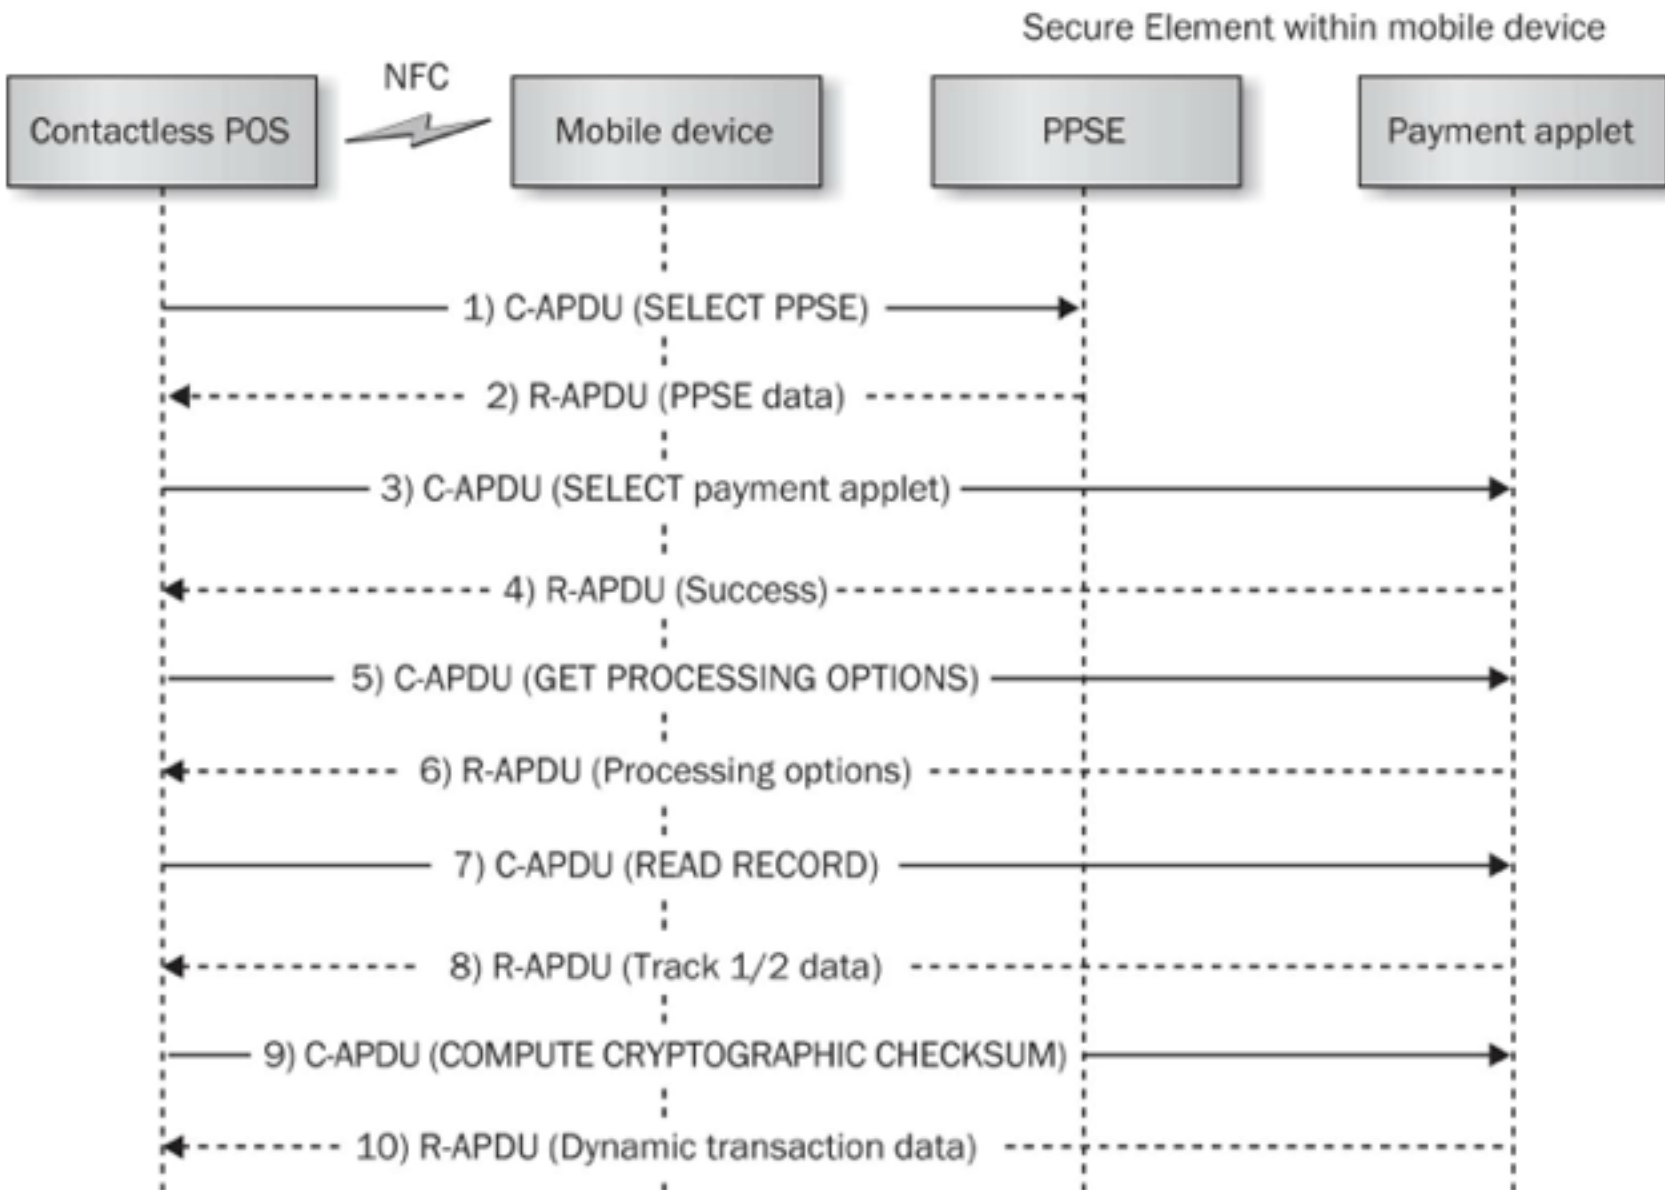 Secure Element within mobile device
NFC
Contactless POS
Mobile device
PPSE
Payment applet
1) C-APDU (SELECT PPSE)
2) R-APDU (PPSE data)
3) C-APDU (SELECT payment applet)
4) R-APDU (Success)
5) C-APDU (GET PROCESSING OPTIONS)
6) R-APDU (Processing options)
7) C-APDU (READ RECORD)
8) R-APDU (Track 1/2 data)
9) C-APDU (COMPUTE CRYPTOGRAPHIC CHECKSUM)
10) R-APDU (Dynamic transaction data)